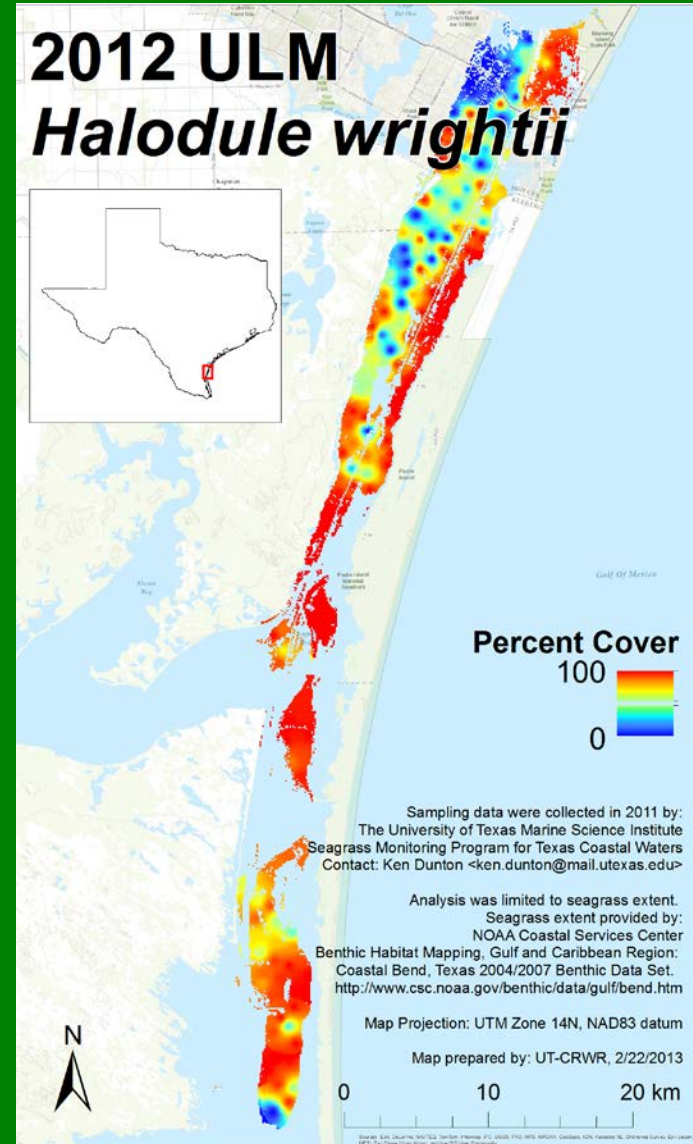 2012 ULM
Halodule wrightii
Chapman
Padre Island
Gulf Of Mexico
Percent Cover
100
0
Sampling data were collected in 2011 by:
The University of Texas Marine Science Institute
Seagrass Monitoring Program for Texas Coastal Waters
Contact: Ken Dunton <ken.dunton@mail.utexas.edu>
Analysis was limited to seagrass extent.
Seagrass extent provided by:
NOAA Coastal Services Center
Benthic Habitat Mapping, Gulf and Caribbean Region:
Coastal Bend, Texas 2004/2007 Benthic Data Set.
http://www.csc.noaa.gov/benthic/data/gulf/bend.htm
Map Projection: UTM Zone 14N, NAD83 datum
Map prepared by: UT-CRWR, 2/22/2013
N
0 10 20 km